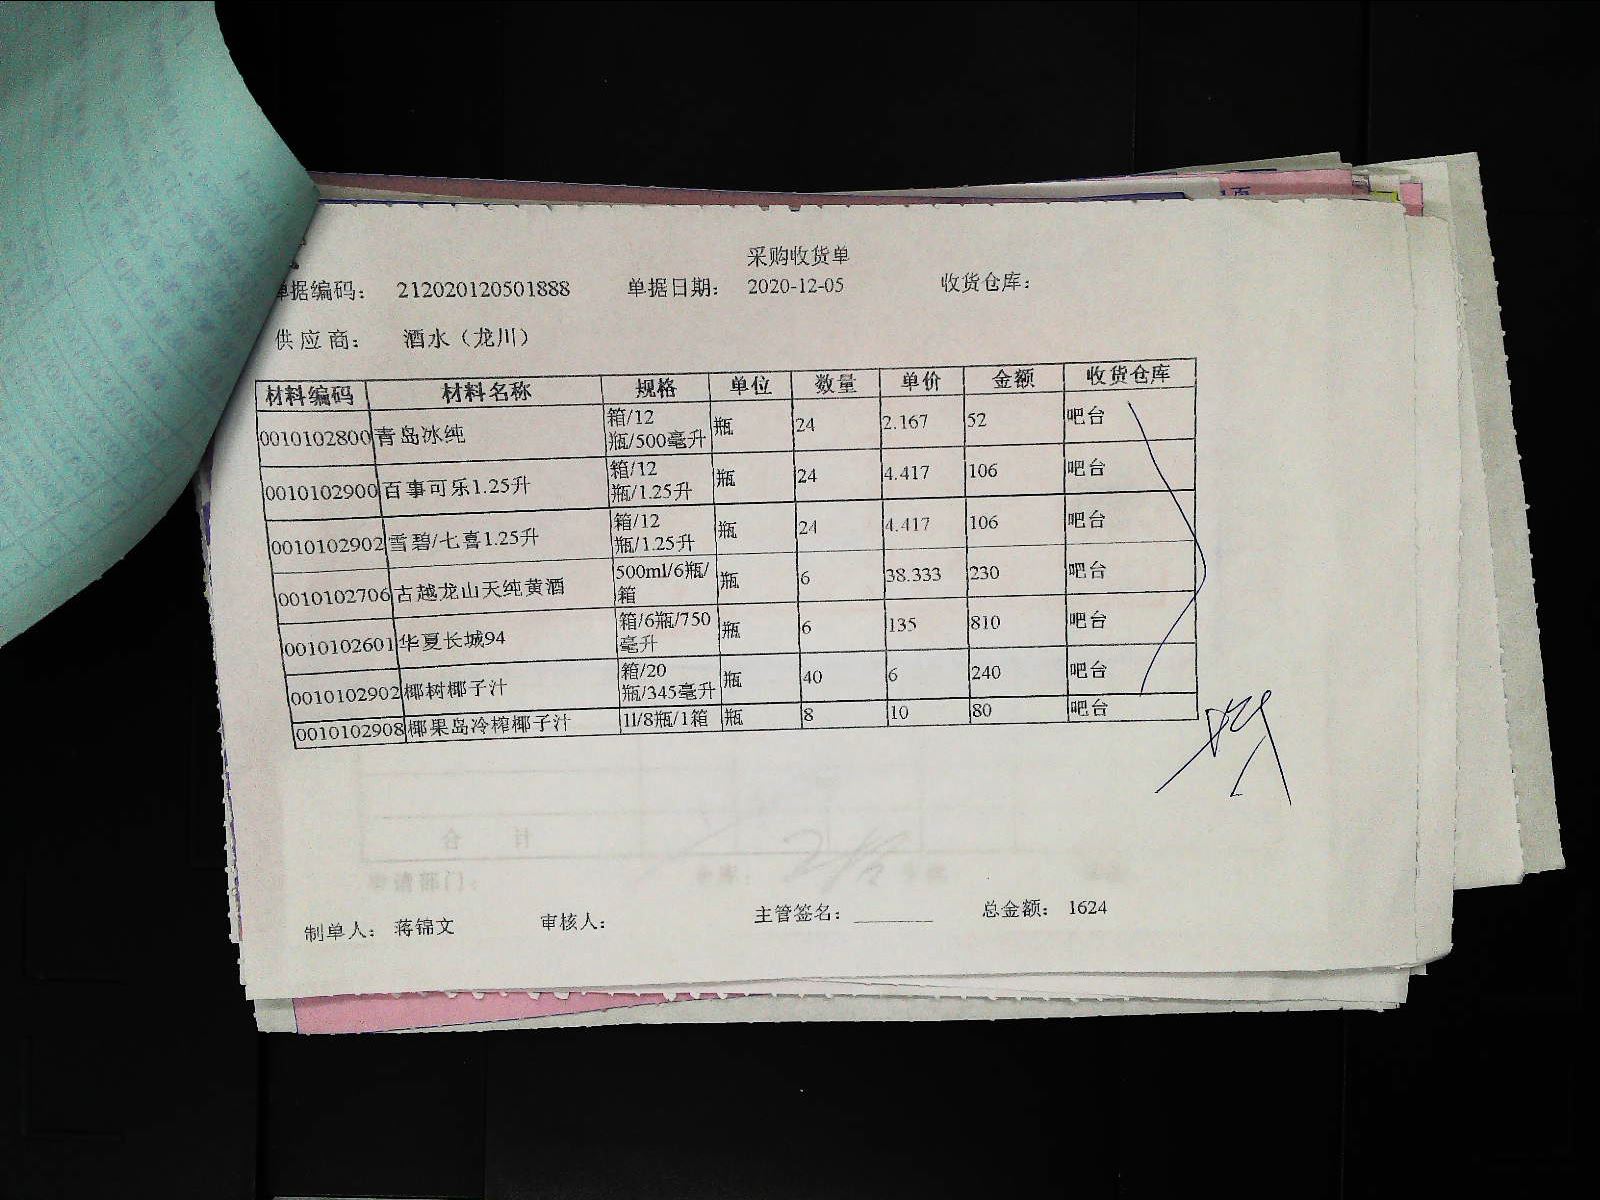 采购收货单
单据编码： 212020120501888 单据日期： 2020-12-05 收货仓库：
供应商： 酒水（龙川）
材料编码 材料名称 规格 单位 数量 单价 金额 收货仓库
0010102800 青岛冰纯 箱/12瓶/500毫升 瓶 24 2.167 52 吧台
0010102900 百事可乐1.25升 箱/12瓶/1.25升 瓶 24 4.417 106 吧台
0010102902 雪碧/七喜1.25升 箱/12瓶/1.25升 瓶 24 4.417 106 吧台
0010102706 古越龙山天纯黄酒 500ml/6瓶/箱 瓶 6 38.333 230 吧台
0010102601 华夏长城94 箱/6瓶/750毫升 瓶 6 135 810 吧台
0010102902 椰树椰子汁 箱/20瓶/345毫升 瓶 40 6 240 吧台
0010102908 椰果岛冷榨椰子汁 1l/8瓶/1箱 瓶 8 10 80 吧台
合 计
申请部门：
制单人： 蒋锦文 审核人： 主管签名： 总金额： 1624